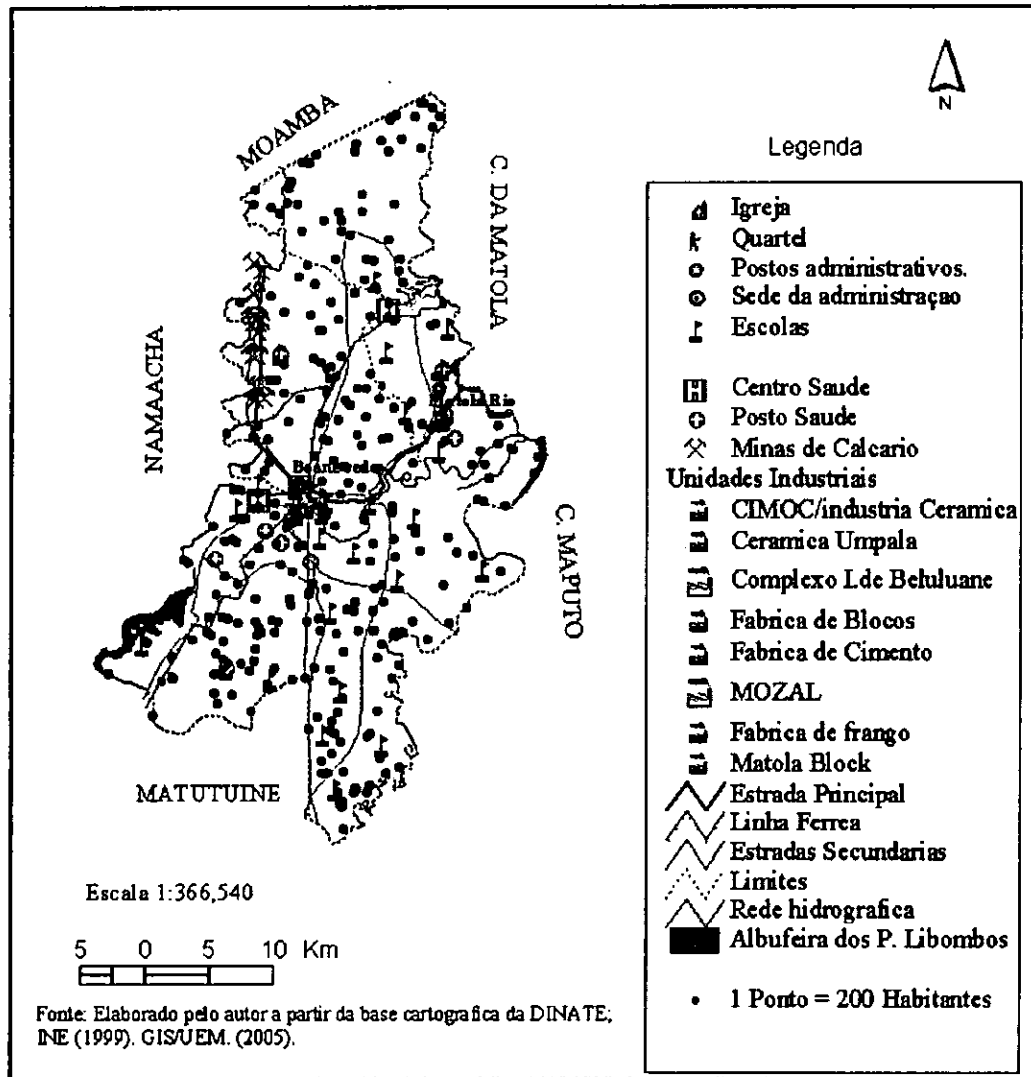 N
MOAMBA
C. DA MATOLA
NAMAACHA
C. MAPUTO
MATUTUINE
Legenda
Igreja
Quartel
Postos administrativos.
Sede da administraçao
Escolas
Centro Saude
Posto Saude
Minas de Calcario
Unidades Industriais
CIMOC/industria Ceramica
Ceramica Umpala
Complexo I.de Beluluane
Fabrica de Blocos
Fabrica de Cimento
MOZAL
Fabrica de frango
Matola Block
Estrada Principal
Linha Ferrea
Estradas Secundarias
Limites
Rede hidrografica
Albufeira dos P. Libombos
1 Ponto = 200 Habitantes
Escala 1:366,540
5 0 5 10 Km
Fonte: Elaborado pelo autor a partir da base cartografica da DINATE;
INE (1999). GIS/UEM. (2005).